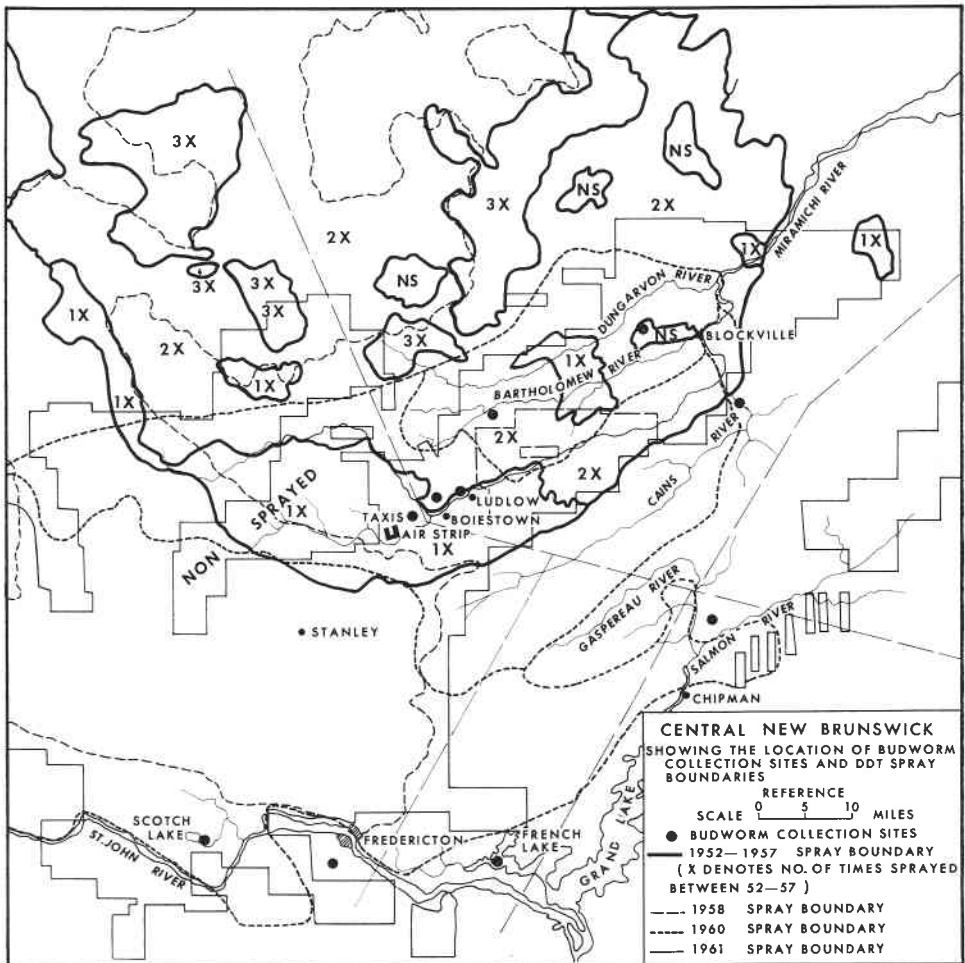 3X
NS
NS
3X
2X
2X
MIRAMICHI RIVER
1X
1X
3X
3X
NS
3X
DUNGARVON RIVER
1X
2X
3X
NS
BLOCKVILLE
1X
1X
BARTHOLOMEW RIVER
1X
2X
2X
CAINS RIVER
NON SPRAYED
1X
LUDLOW
TAXIS
BOIESTOWN
AIR STRIP
1X
GASPEREAU RIVER
STANLEY
SALMON RIVER
CHIPMAN
GRAND LAKE
SCOTCH
LAKE
FREDERICTON
FRENCH
LAKE
ST. JOHN
RIVER
CENTRAL NEW BRUNSWICK
SHOWING THE LOCATION OF BUDWORM
COLLECTION SITES AND DDT SPRAY
BOUNDARIES
REFERENCE
SCALE 0 5 10 MILES
BUDWORM COLLECTION SITES
1952—1957 SPRAY BOUNDARY
(X DENOTES NO. OF TIMES SPRAYED
BETWEEN 52—57)
1958 SPRAY BOUNDARY
1960 SPRAY BOUNDARY
1961 SPRAY BOUNDARY